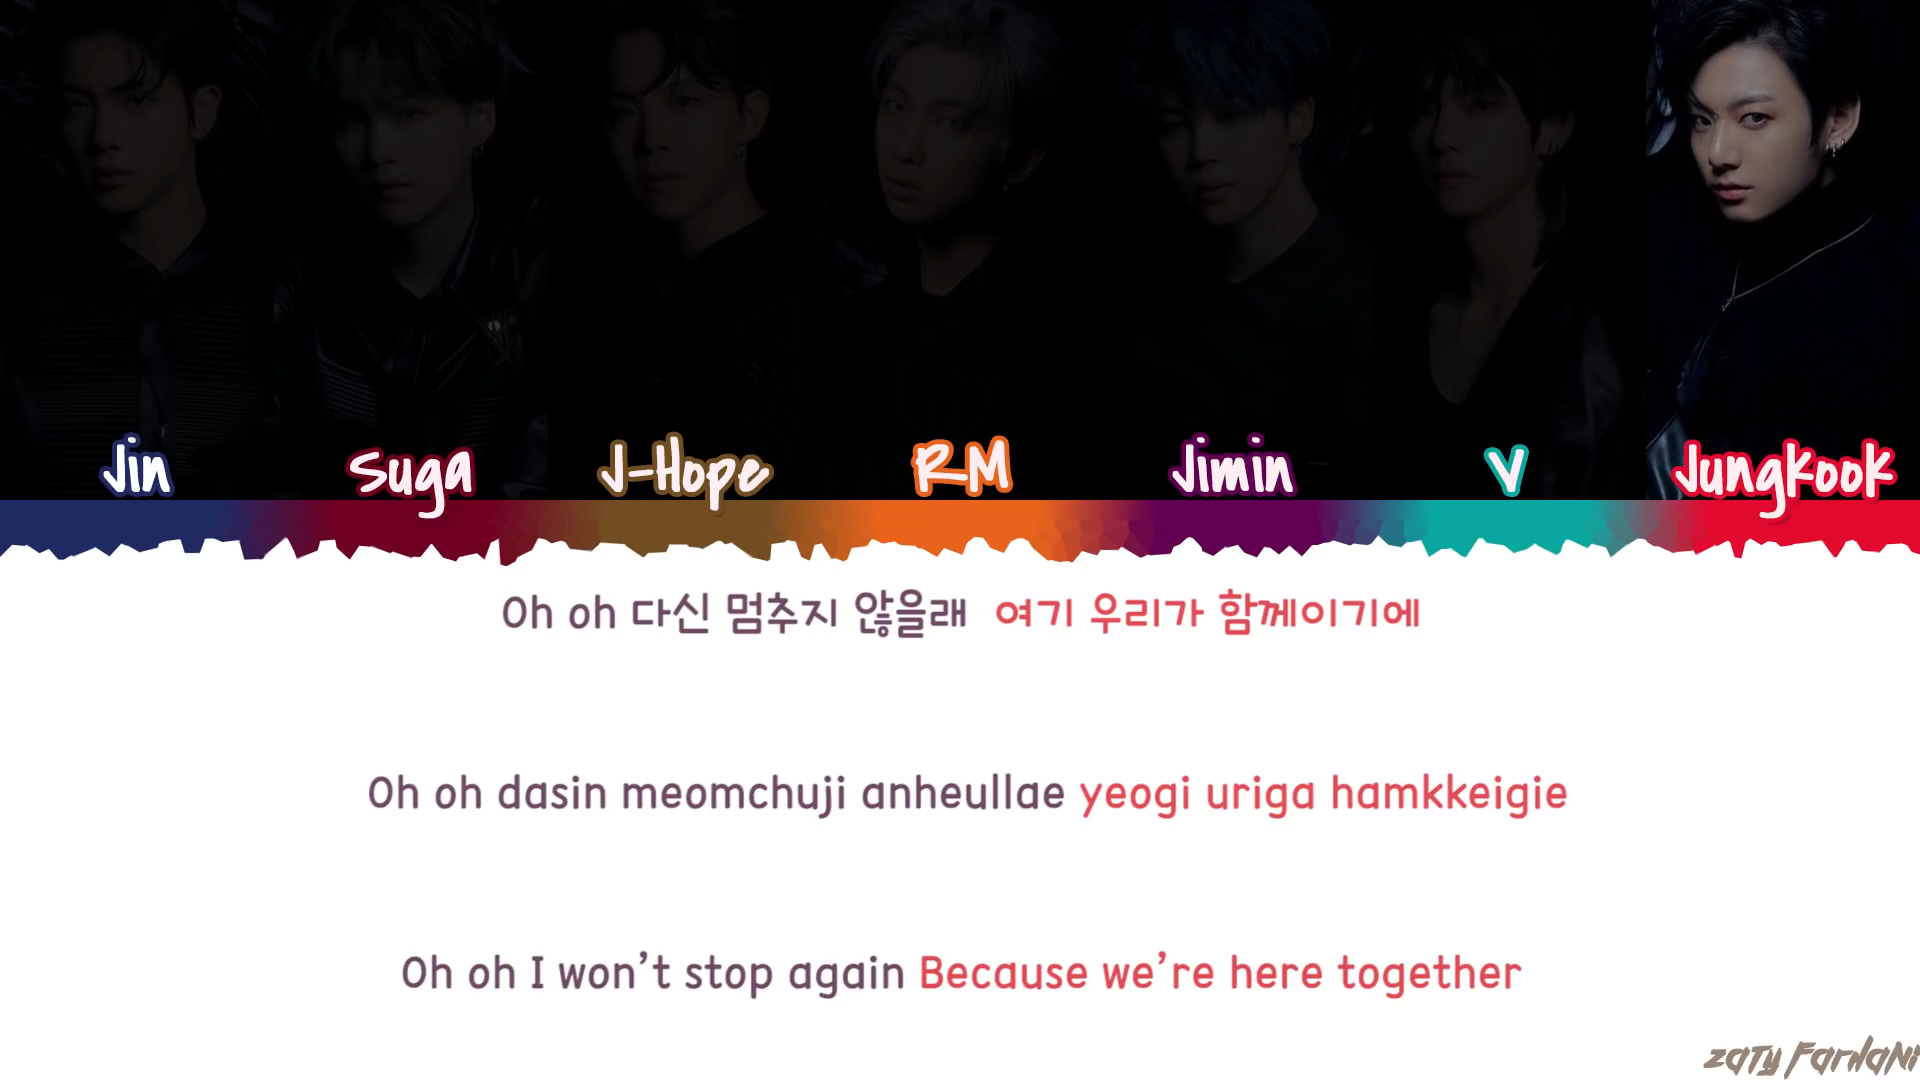 Jin Suga J-Hope RM Jimin V Jungkook
Oh oh 다신 멈추지 않을래 여기 우리가 함께이기에
Oh oh dasin meomchuji anheullae yeogi uriga hamkkeigie
Oh oh I won't stop again Because we're here together
ZATY FARHANI